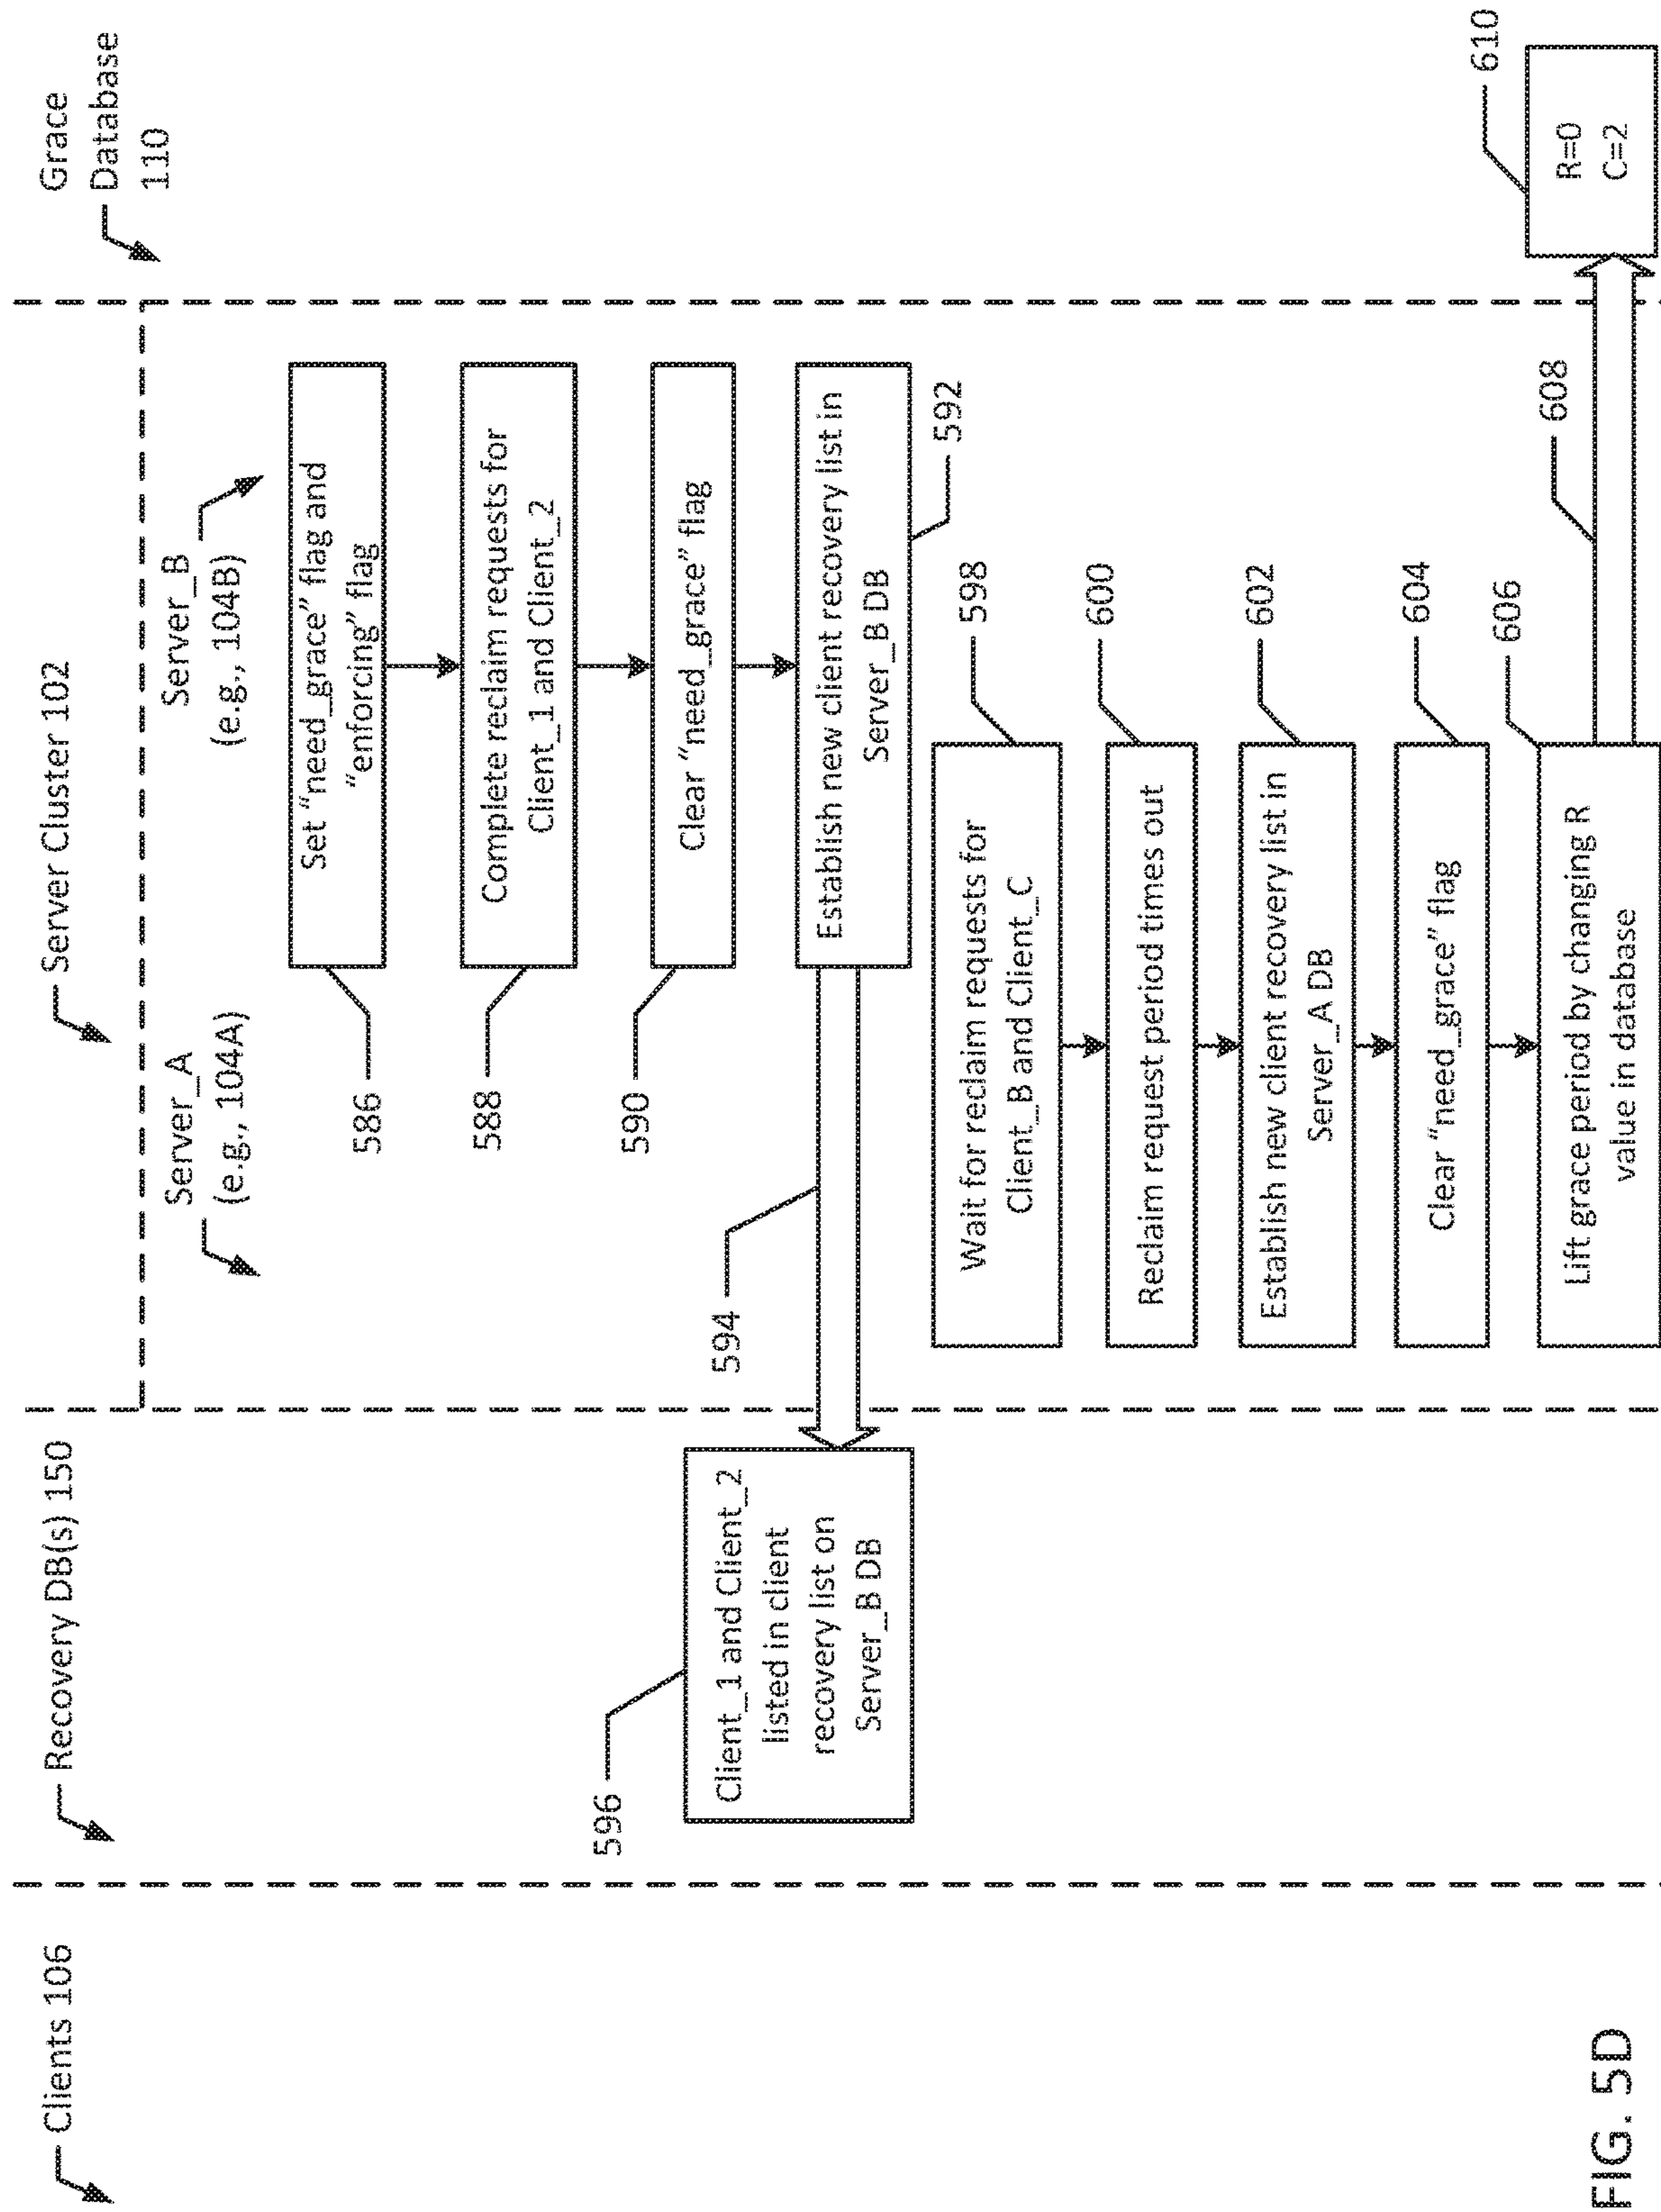 Clients 106
Recovery DB(s) 150
Server Cluster 102
Grace
Database
110
Server_A
(e.g., 104A)
Server_B
(e.g., 104B)
586
Set "need_grace" flag and
"enforcing" flag
588
Complete reclaim requests for
Client_1 and Client_2
590
Clear "need_grace" flag
Establish new client recovery list in
Server_B DB
592
594
596
Client_1 and Client_2
listed in client
recovery list on
Server_B DB
Wait for reclaim requests for
Client_B and Client_C
598
Reclaim request period times out
600
Establish new client recovery list in
Server_A DB
602
Clear "need_grace" flag
604
Lift grace period by changing R
value in database
606
608
610
R=0
C=2
FIG. 5D